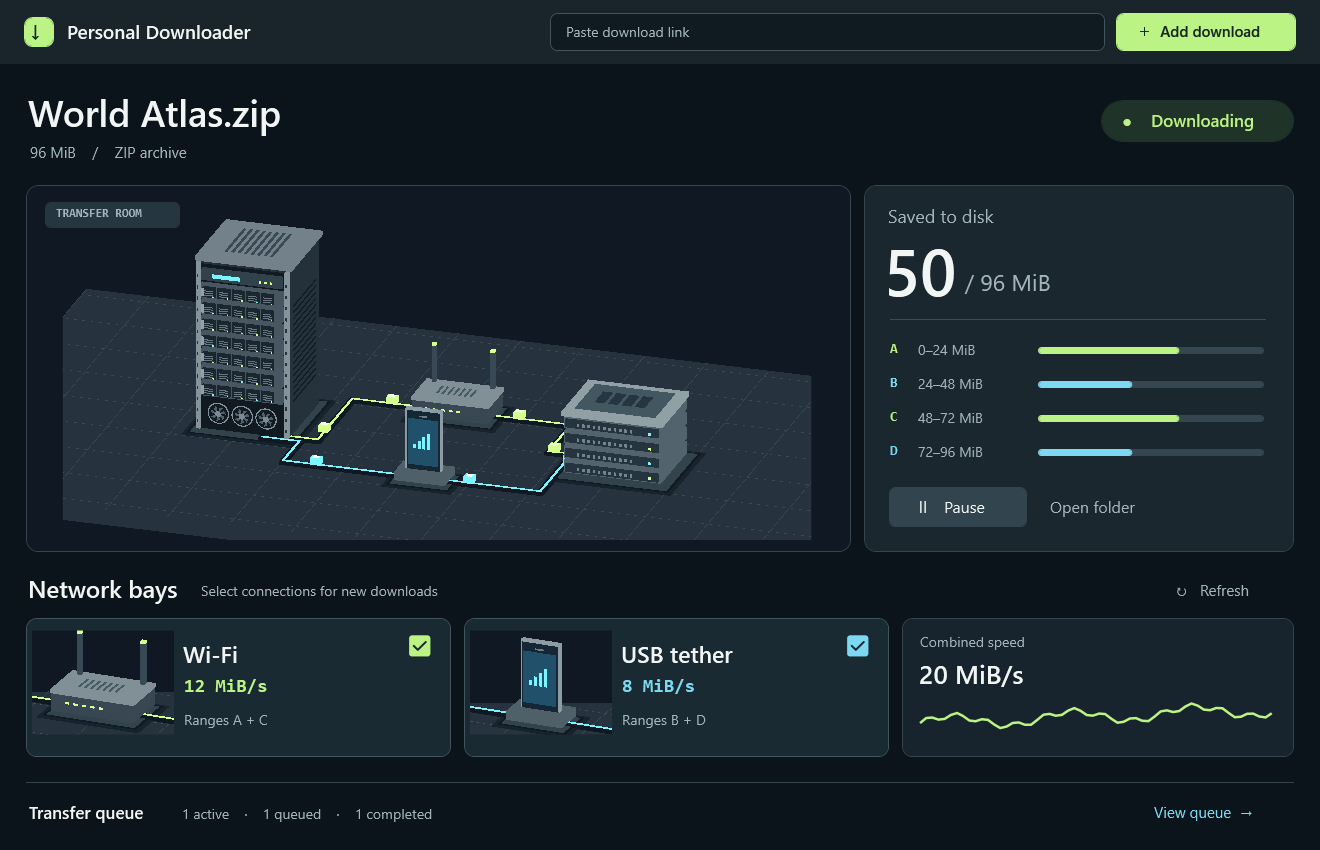 Personal Downloader
Paste download link
+ Add download
World Atlas.zip
Downloading
96 MiB / ZIP archive
TRANSFER ROOM
Saved to disk
50 / 96 MiB
A 0–24 MiB
B 24–48 MiB
C 48–72 MiB
D 72–96 MiB
Pause
Open folder
Network bays
Select connections for new downloads
Refresh
Wi-Fi
12 MiB/s
Ranges A + C
USB tether
8 MiB/s
Ranges B + D
Combined speed
20 MiB/s
Transfer queue
1 active · 1 queued · 1 completed
View queue →